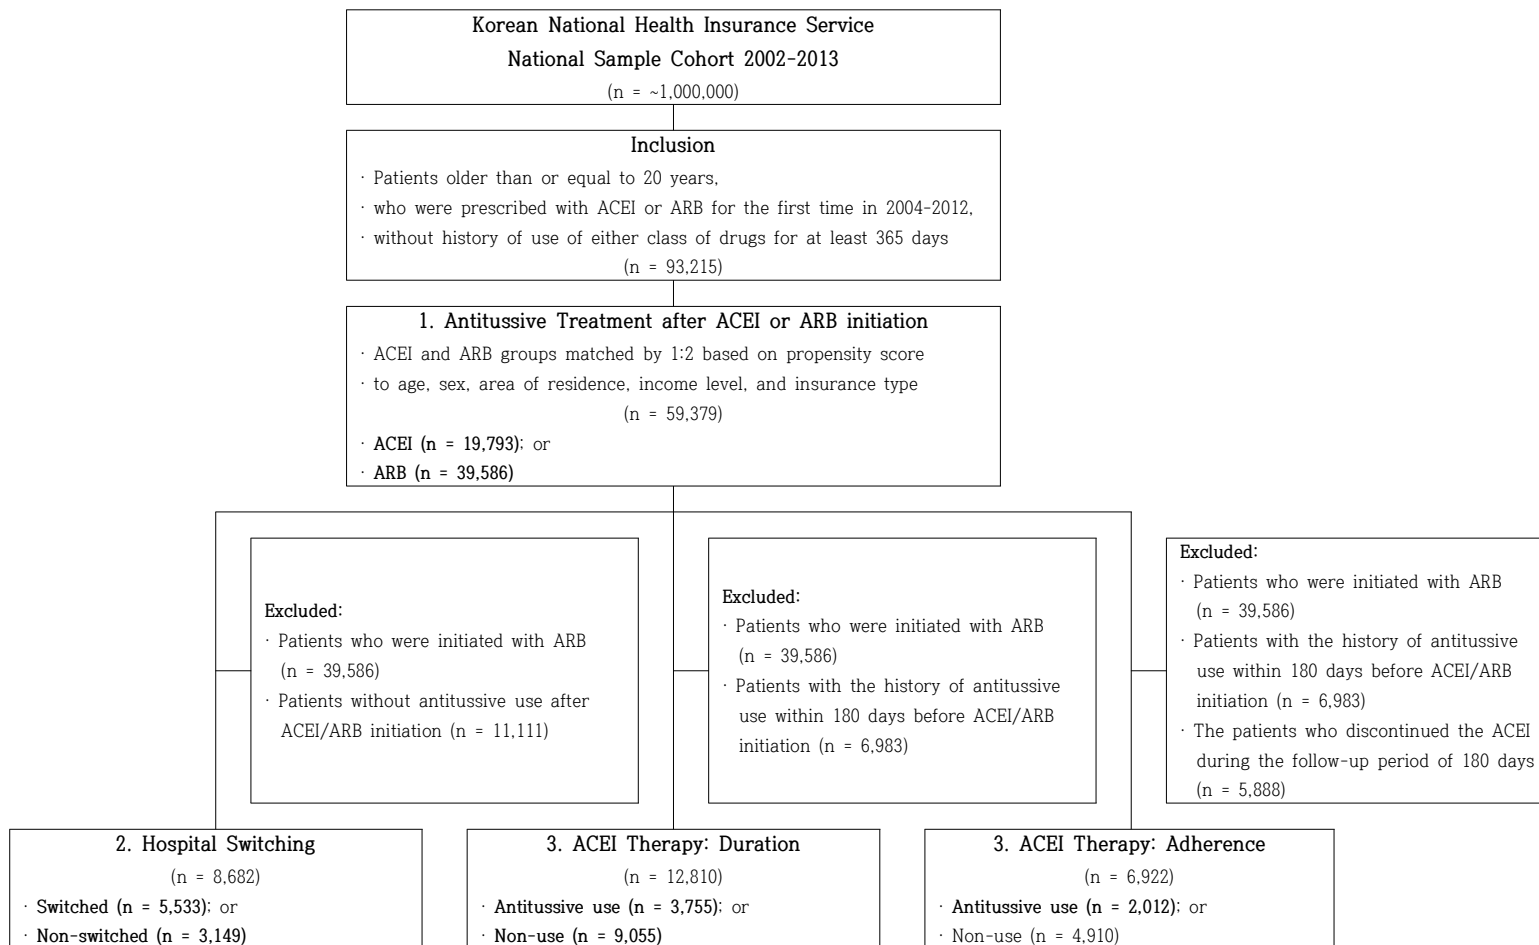 Korean National Health Insurance Service
National Sample Cohort 2002-2013
(n = ~1,000,000)
Inclusion
· Patients older than or equal to 20 years,
· who were prescribed with ACEI or ARB for the first time in 2004-2012,
· without history of use of either class of drugs for at least 365 days
(n = 93,215)
1. Antitussive Treatment after ACEI or ARB initiation
· ACEI and ARB groups matched by 1:2 based on propensity score
· to age, sex, area of residence, income level, and insurance type
(n = 59,379)
· ACEI (n = 19,793); or
· ARB (n = 39,586)
Excluded:
· Patients who were initiated with ARB
(n = 39,586)
· Patients without antitussive use after
ACEI/ARB initiation (n = 11,111)
Excluded:
· Patients who were initiated with ARB
(n = 39,586)
· Patients with the history of antitussive
use within 180 days before ACEI/ARB
initiation (n = 6,983)
Excluded:
· Patients who were initiated with ARB
(n = 39,586)
· Patients with the history of antitussive
use within 180 days before ACEI/ARB
initiation (n = 6,983)
· The patients who discontinued the ACEI
during the follow-up period of 180 days
(n = 5,888)
2. Hospital Switching
(n = 8,682)
· Switched (n = 5,533); or
· Non-switched (n = 3,149)
3. ACEI Therapy: Duration
(n = 12,810)
· Antitussive use (n = 3,755); or
· Non-use (n = 9,055)
3. ACEI Therapy: Adherence
(n = 6,922)
· Antitussive use (n = 2,012); or
· Non-use (n = 4,910)